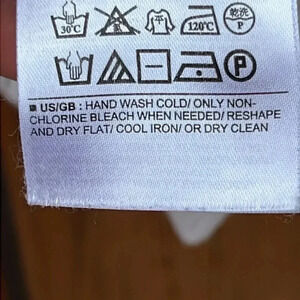 30°C 平 120°C 乾洗 P
P
US/GB : HAND WASH COLD/ ONLY NON-
CHLORINE BLEACH WHEN NEEDED/ RESHAPE
AND DRY FLAT/ COOL IRON/ OR DRY CLEAN